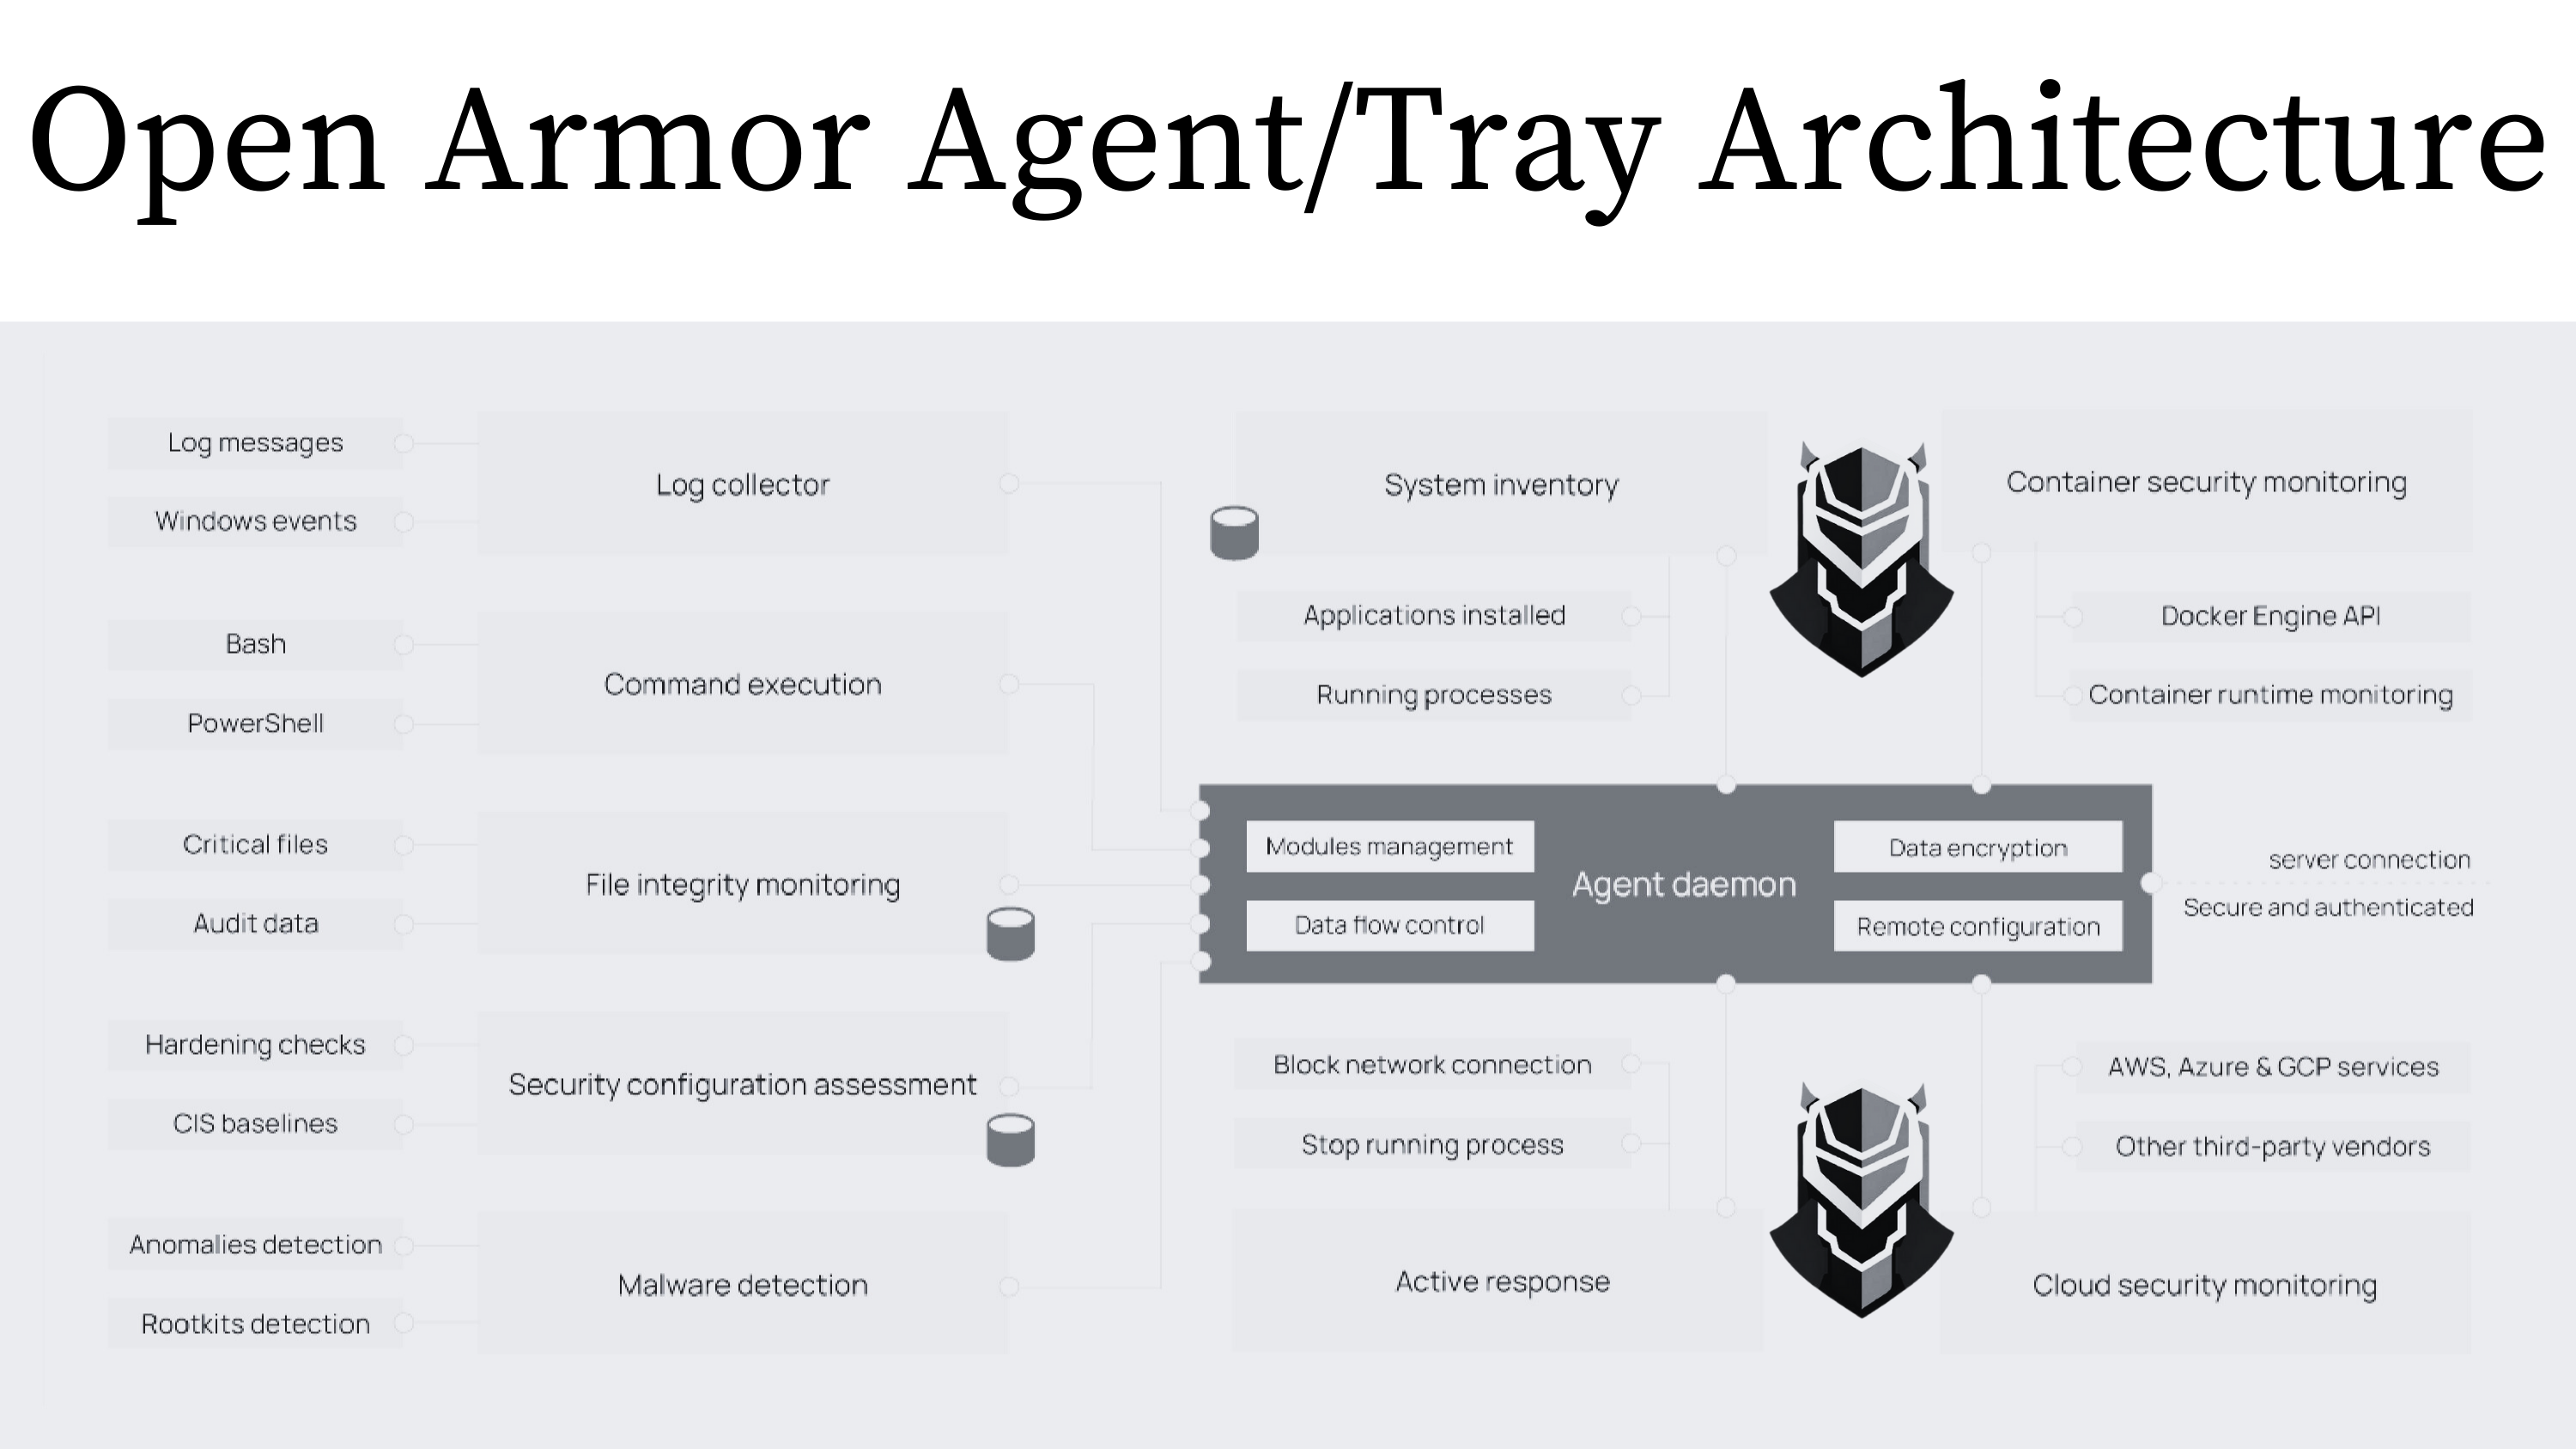 Open Armor Agent/Tray Architecture
Log messages
Windows events
Log collector
Bash
PowerShell
Command execution
Critical files
Audit data
File integrity monitoring
Hardening checks
CIS baselines
Security configuration assessment
Anomalies detection
Rootkits detection
Malware detection
System inventory
Applications installed
Running processes
Container security monitoring
Docker Engine API
Container runtime monitoring
Modules management
Data flow control
Agent daemon
Data encryption
Remote configuration
server connection
Secure and authenticated
Block network connection
Stop running process
Active response
AWS, Azure & GCP services
Other third-party vendors
Cloud security monitoring